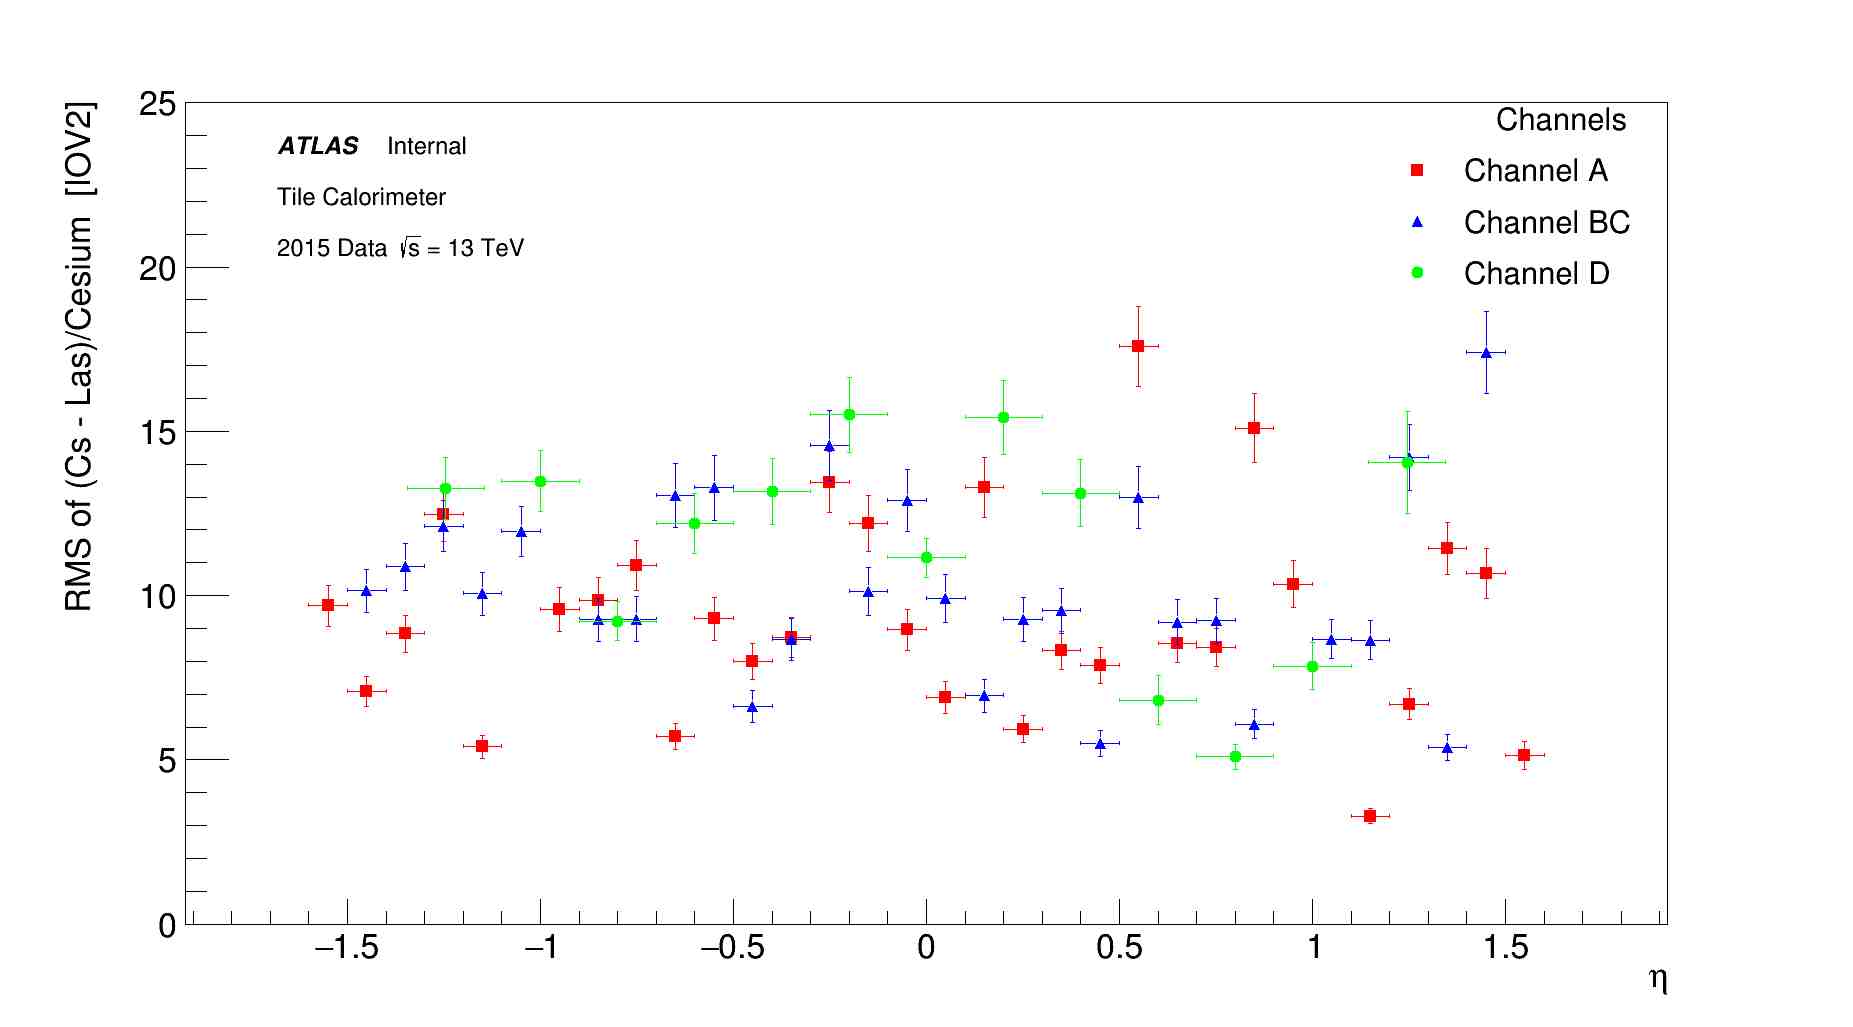 25
20
15
10
5
0
RMS of (Cs - Las)/Cesium [IOV2]
ATLAS Internal
Tile Calorimeter
2015 Data √s = 13 TeV
Channels
Channel A
Channel BC
Channel D
−1.5 −1 −0.5 0 0.5 1 1.5
η